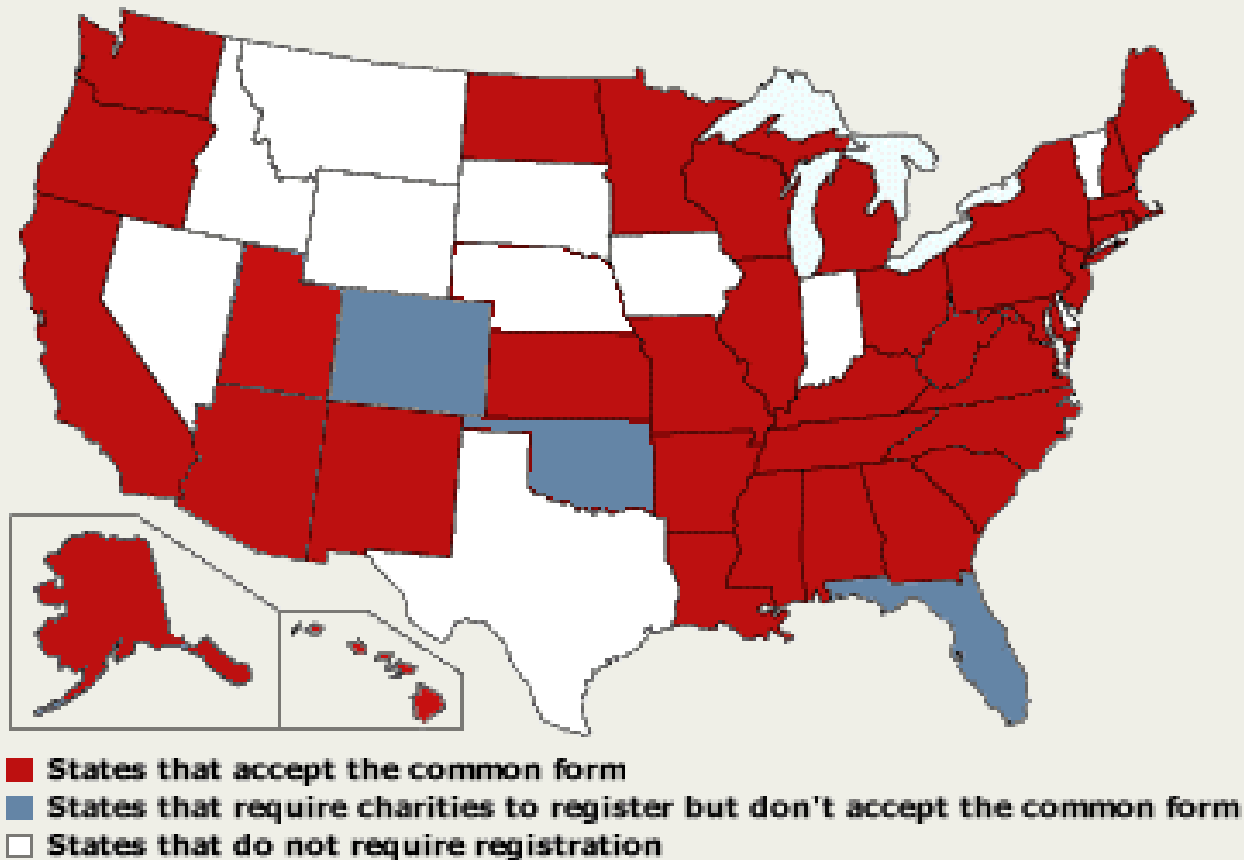 States that accept the common form
States that require charities to register but don't accept the common form
States that do not require registration